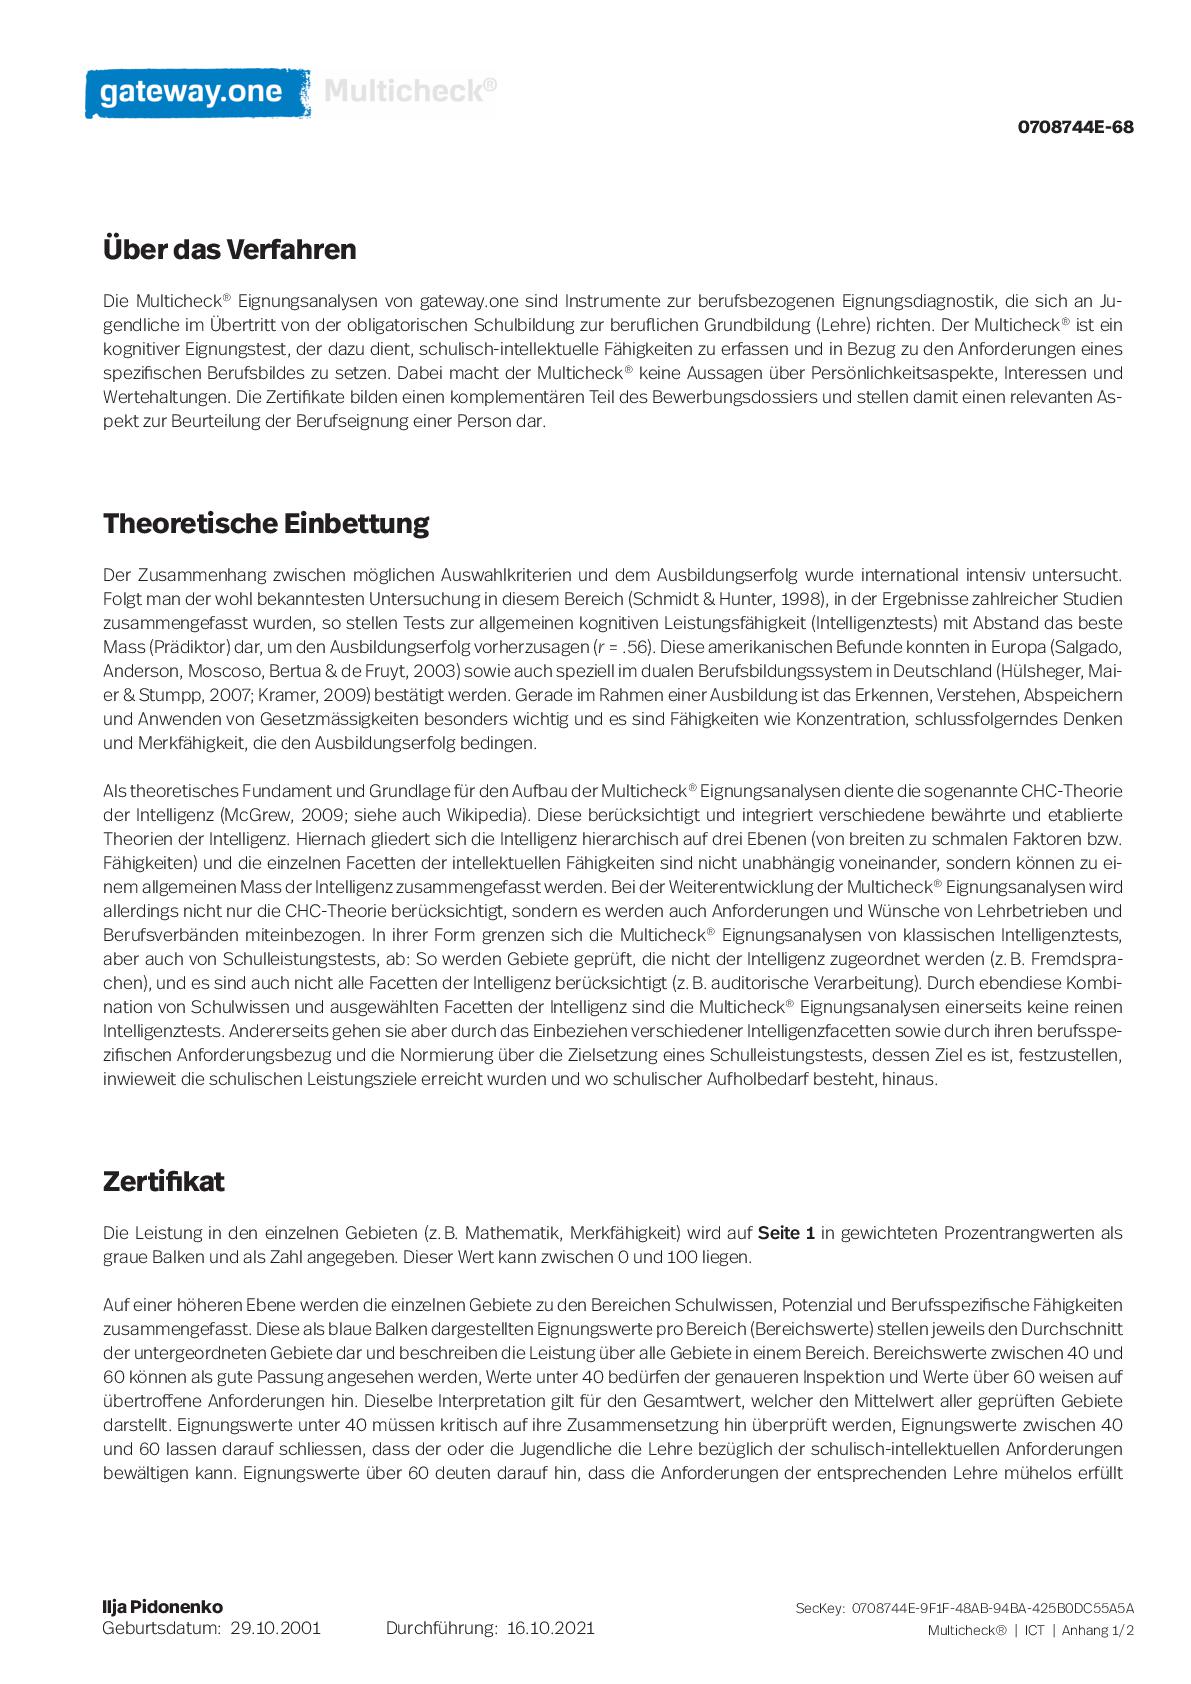 gateway.one Multicheck®
0708744E-68
Über das Verfahren
Die Multicheck® Eignungsanalysen von gateway.one sind Instrumente zur berufsbezogenen Eignungsdiagnostik, die sich an Ju-
gendliche im Übertritt von der obligatorischen Schulbildung zur beruflichen Grundbildung (Lehre) richten. Der Multicheck® ist ein
kognitiver Eignungstest, der dazu dient, schulisch-intellektuelle Fähigkeiten zu erfassen und in Bezug zu den Anforderungen eines
spezifischen Berufsbildes zu setzen. Dabei macht der Multicheck® keine Aussagen über Persönlichkeitsaspekte, Interessen und
Wertehaltungen. Die Zertifikate bilden einen komplementären Teil des Bewerbungsdossiers und stellen damit einen relevanten As-
pekt zur Beurteilung der Berufseignung einer Person dar.
Theoretische Einbettung
Der Zusammenhang zwischen möglichen Auswahlkriterien und dem Ausbildungserfolg wurde international intensiv untersucht.
Folgt man der wohl bekanntesten Untersuchung in diesem Bereich (Schmidt & Hunter, 1998), in der Ergebnisse zahlreicher Studien
zusammengefasst wurden, so stellen Tests zur allgemeinen kognitiven Leistungsfähigkeit (Intelligenztests) mit Abstand das beste
Mass (Prädiktor) dar, um den Ausbildungserfolg vorherzusagen (r = .56). Diese amerikanischen Befunde konnten in Europa (Salgado,
Anderson, Moscoso, Bertua & de Fruyt, 2003) sowie auch speziell im dualen Berufsbildungssystem in Deutschland (Hülsheger, Mai-
er & Stumpp, 2007; Kramer, 2009) bestätigt werden. Gerade im Rahmen einer Ausbildung ist das Erkennen, Verstehen, Abspeichern
und Anwenden von Gesetzmässigkeiten besonders wichtig und es sind Fähigkeiten wie Konzentration, schlussfolgerndes Denken
und Merkfähigkeit, die den Ausbildungserfolg bedingen.
Als theoretisches Fundament und Grundlage für den Aufbau der Multicheck® Eignungsanalysen diente die sogenannte CHC-Theorie
der Intelligenz (McGrew, 2009; siehe auch Wikipedia). Diese berücksichtigt und integriert verschiedene bewährte und etablierte
Theorien der Intelligenz. Hiernach gliedert sich die Intelligenz hierarchisch auf drei Ebenen (von breiten zu schmalen Faktoren bzw.
Fähigkeiten) und die einzelnen Facetten der intellektuellen Fähigkeiten sind nicht unabhängig voneinander, sondern können zu ei-
nem allgemeinen Mass der Intelligenz zusammengefasst werden. Bei der Weiterentwicklung der Multicheck® Eignungsanalysen wird
allerdings nicht nur die CHC-Theorie berücksichtigt, sondern es werden auch Anforderungen und Wünsche von Lehrbetrieben und
Berufsverbänden miteinbezogen. In ihrer Form grenzen sich die Multicheck® Eignungsanalysen von klassischen Intelligenztests,
aber auch von Schulleistungstests, ab: So werden Gebiete geprüft, die nicht der Intelligenz zugeordnet werden (z. B. Fremdspra-
chen), und es sind auch nicht alle Facetten der Intelligenz berücksichtigt (z. B. auditorische Verarbeitung). Durch ebendiese Kombi-
nation von Schulwissen und ausgewählten Facetten der Intelligenz sind die Multicheck® Eignungsanalysen einerseits keine reinen
Intelligenztests. Andererseits gehen sie aber durch das Einbeziehen verschiedener Intelligenzfacetten sowie durch ihren berufsspe-
zifischen Anforderungsbezug und die Normierung über die Zielsetzung eines Schulleistungstests, dessen Ziel es ist, festzustellen,
inwieweit die schulischen Leistungsziele erreicht wurden und wo schulischer Aufholbedarf besteht, hinaus.
Zertifikat
Die Leistung in den einzelnen Gebieten (z. B. Mathematik, Merkfähigkeit) wird auf Seite 1 in gewichteten Prozentrangwerten als
graue Balken und als Zahl angegeben. Dieser Wert kann zwischen 0 und 100 liegen.
Auf einer höheren Ebene werden die einzelnen Gebiete zu den Bereichen Schulwissen, Potenzial und Berufsspezifische Fähigkeiten
zusammengefasst. Diese als blaue Balken dargestellten Eignungswerte pro Bereich (Bereichswerte) stellen jeweils den Durchschnitt
der untergeordneten Gebiete dar und beschreiben die Leistung über alle Gebiete in einem Bereich. Bereichswerte zwischen 40 und
60 können als gute Passung angesehen werden, Werte unter 40 bedürfen der genaueren Inspektion und Werte über 60 weisen auf
übertroffene Anforderungen hin. Dieselbe Interpretation gilt für den Gesamtwert, welcher den Mittelwert aller geprüften Gebiete
darstellt. Eignungswerte unter 40 müssen kritisch auf ihre Zusammensetzung hin überprüft werden, Eignungswerte zwischen 40
und 60 lassen darauf schliessen, dass der oder die Jugendliche die Lehre bezüglich der schulisch-intellektuellen Anforderungen
bewältigen kann. Eignungswerte über 60 deuten darauf hin, dass die Anforderungen der entsprechenden Lehre mühelos erfüllt
Ilja Pidonenko
Geburtsdatum: 29.10.2001 Durchführung: 16.10.2021
SecKey: 0708744E-9F1F-48AB-94BA-425B0DC55A5A
Multicheck® | ICT | Anhang 1/2